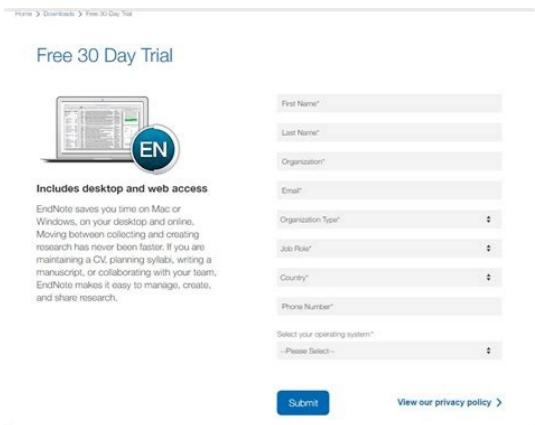 Home > Downloads > Free 30 Day Trial
Free 30 Day Trial
EN
Includes desktop and web access
EndNote saves you time on Mac or
Windows, on your desktop and online.
Moving between collecting and creating
research has never been faster. If you are
maintaining a CV, planning syllabi, writing a
manuscript, or collaborating with your team,
EndNote makes it easy to manage, create,
and share research.
First Name*
Last Name*
Organization*
Email*
Organization Type*
Job Role*
Country*
Phone Number*
Select your operating system:*
--Please Select--
Submit
View our privacy policy >